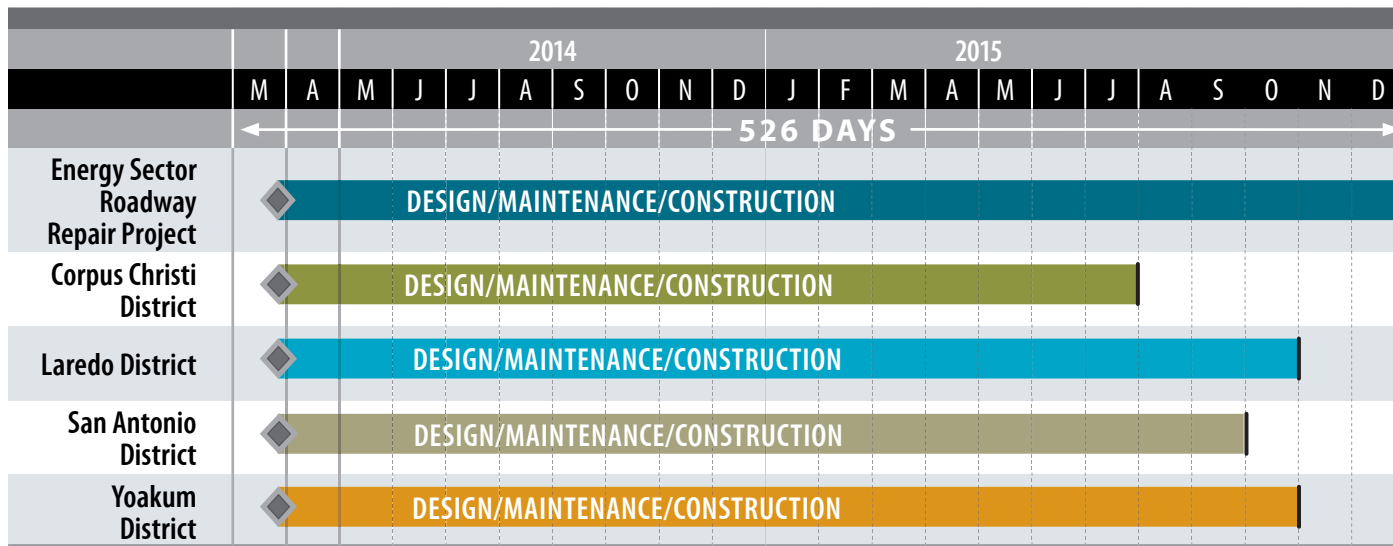 2014 2015
M A M J J A S O N D J F M A M J J A S O N D
526 DAYS
Energy Sector
Roadway
Repair Project
DESIGN/MAINTENANCE/CONSTRUCTION
Corpus Christi
District
DESIGN/MAINTENANCE/CONSTRUCTION
Laredo District
DESIGN/MAINTENANCE/CONSTRUCTION
San Antonio
District
DESIGN/MAINTENANCE/CONSTRUCTION
Yoakum
District
DESIGN/MAINTENANCE/CONSTRUCTION